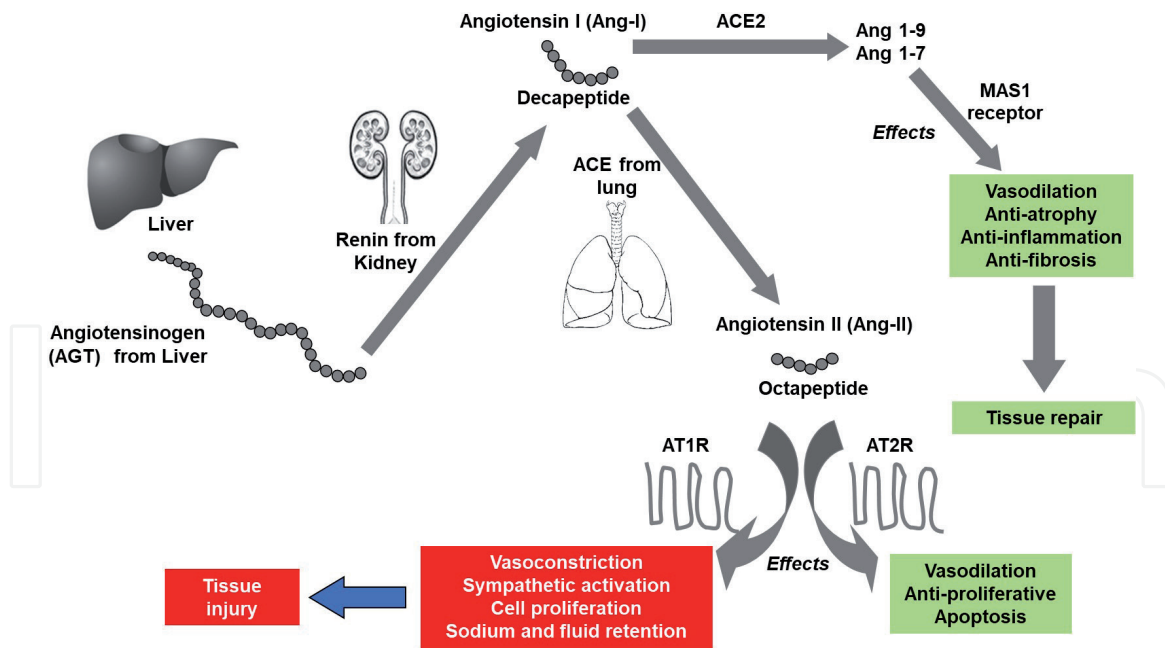 Angiotensin I (Ang-I)
Decapeptide
ACE2
Ang 1-9
Ang 1-7
MAS1
receptor
Effects
Vasodilation
Anti-atrophy
Anti-inflammation
Anti-fibrosis
Tissue repair
Liver
Angiotensinogen
(AGT) from Liver
Renin from
Kidney
ACE from
lung
Angiotensin II (Ang-II)
Octapeptide
AT1R
AT2R
Effects
Vasoconstriction
Sympathetic activation
Cell proliferation
Sodium and fluid retention
Tissue
injury
Vasodilation
Anti-proliferative
Apoptosis